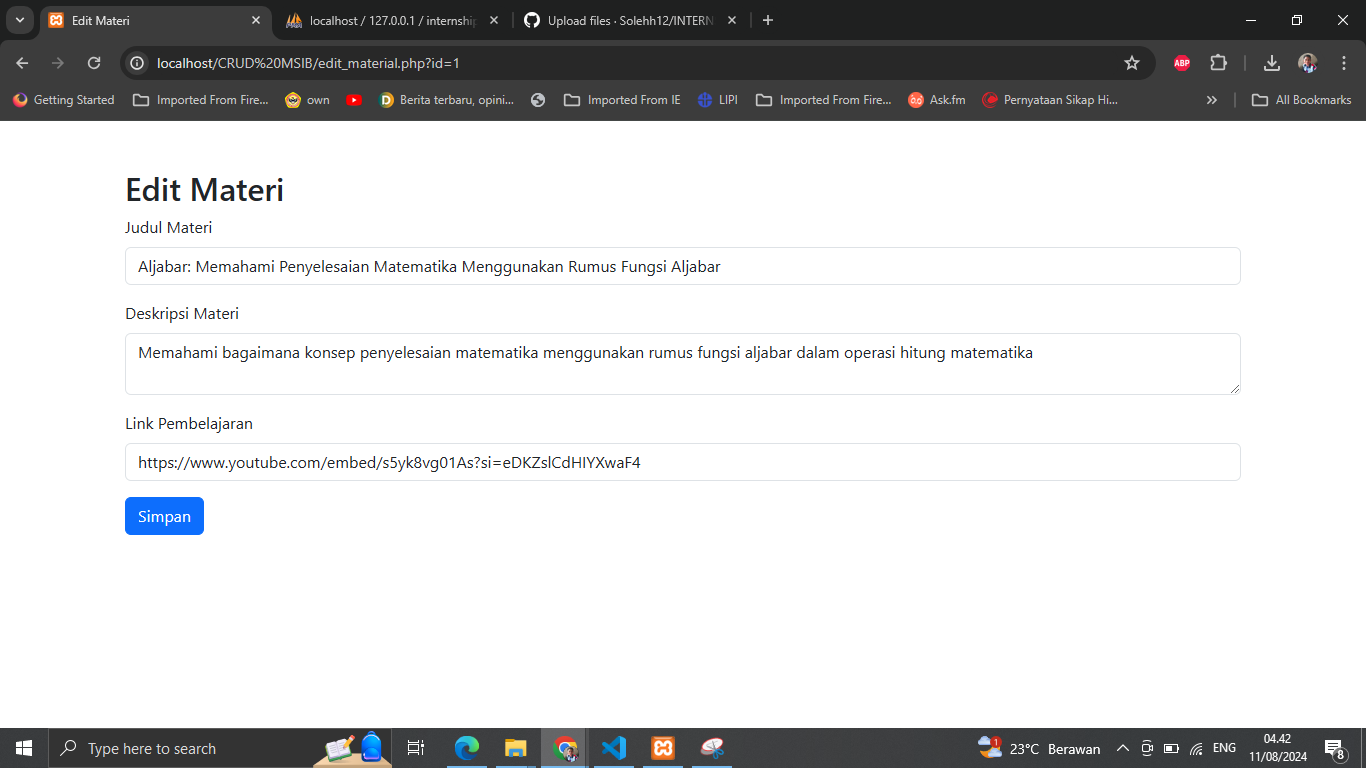 Edit Materi
localhost / 127.0.0.1 / internship
Upload files · Solehh12/INTERN
localhost/CRUD%20MSIB/edit_material.php?id=1
ABP
Getting Started
Imported From Fire...
own
Berita terbaru, opini...
Imported From IE
LIPI
Imported From Fire...
Ask.fm
Pernyataan Sikap Hi...
»
All Bookmarks
Edit Materi
Judul Materi
Aljabar: Memahami Penyelesaian Matematika Menggunakan Rumus Fungsi Aljabar
Deskripsi Materi
Memahami bagaimana konsep penyelesaian matematika menggunakan rumus fungsi aljabar dalam operasi hitung matematika
Link Pembelajaran
https://www.youtube.com/embed/s5yk8vg01As?si=eDKZslCdHIYXwaF4
Simpan
Type here to search
1
23°C Berawan
ENG
04.42
11/08/2024
8